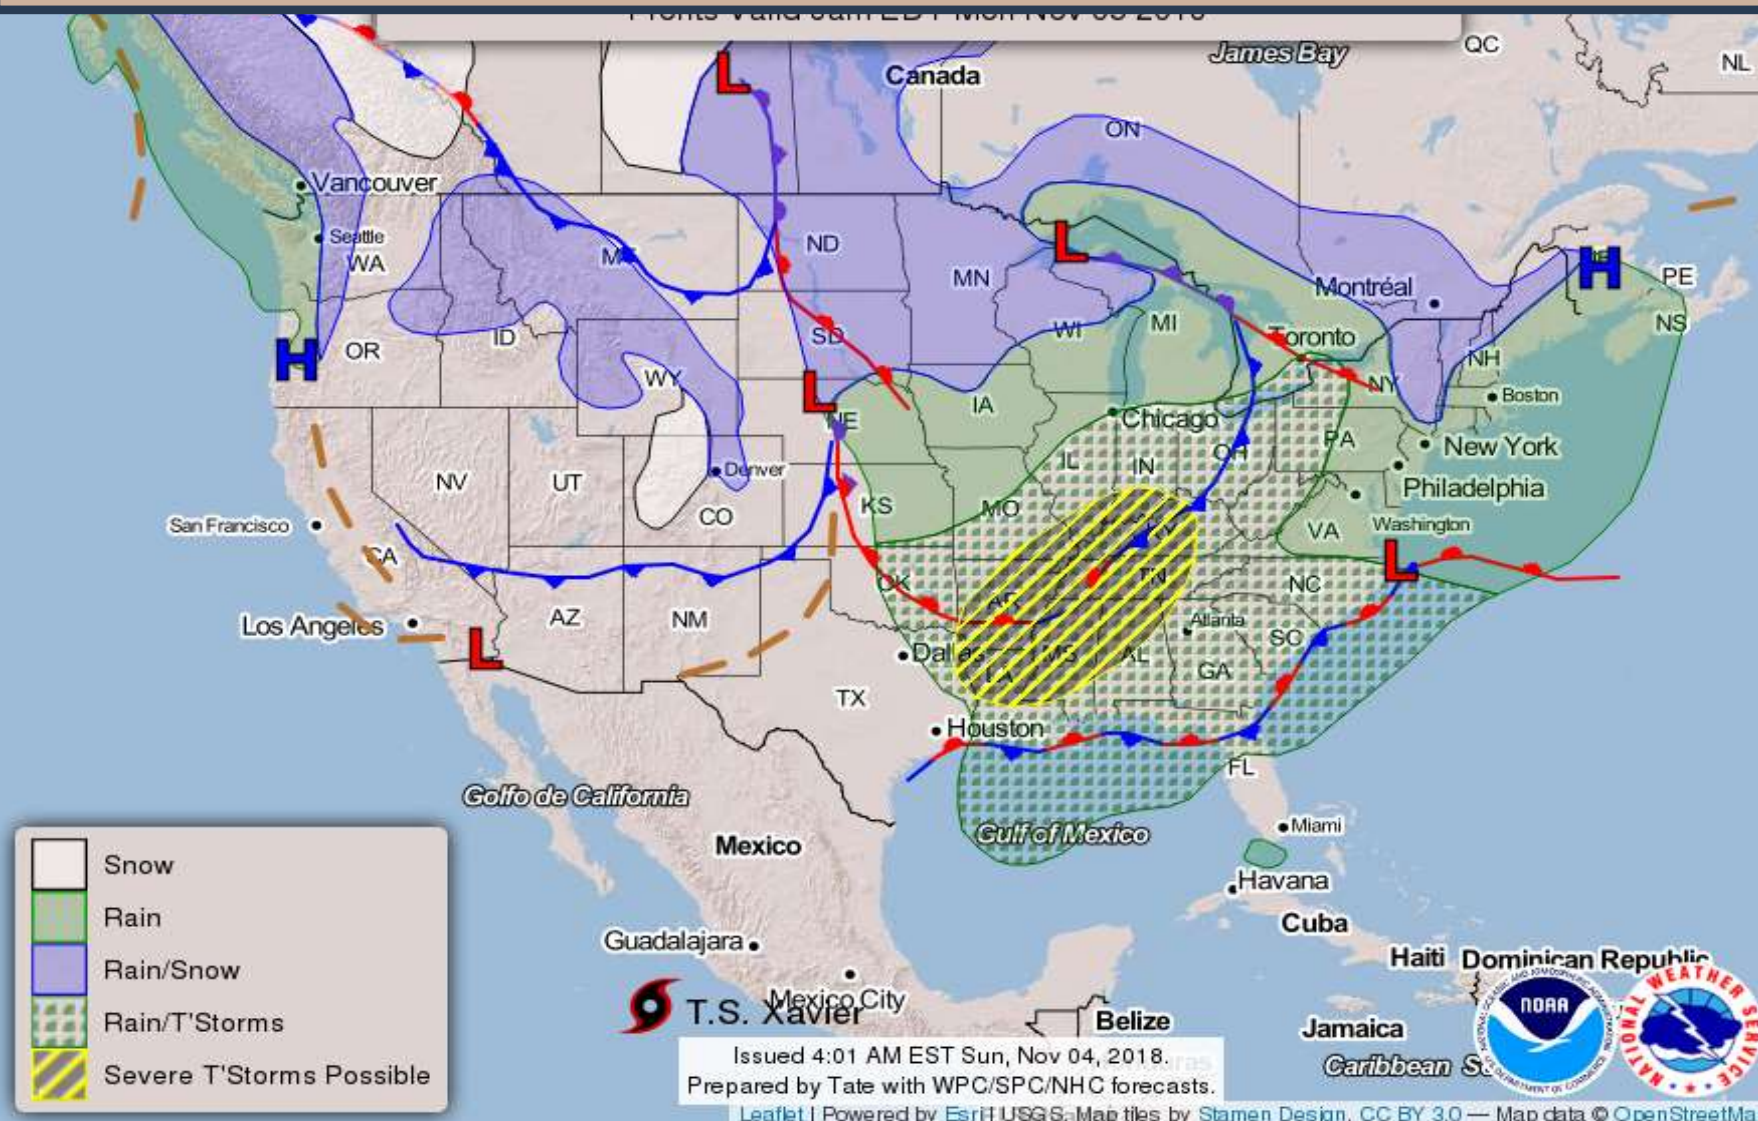 James Bay
QC
NL
Canada
ON
Vancouver
Seattle
WA
ND
MN
Montréal
PE
NS
MI
WI
Toronto
NH
OR
ID
SD
WY
NY
Boston
IA
NE
Chicago
New York
PA
OH
IL
IN
Denver
NV
UT
CO
KS
MO
Philadelphia
VA
Washington
KY
San Francisco
CA
OK
TN
NC
AR
AZ
NM
Atlanta
Los Angeles
SC
Dallas
MS
AL
GA
LA
TX
Houston
FL
Golfo de California
Gulf of Mexico
Miami
Mexico
Havana
Cuba
Guadalajara
Haiti
Dominican Republic
Mexico City
T.S. Xavier
Belize
Jamaica
Caribbean S
H
H
L
L
L
L
L
Snow
Rain
Rain/Snow
Rain/T'Storms
Severe T'Storms Possible
Issued 4:01 AM EST Sun, Nov 04, 2018.
Prepared by Tate with WPC/SPC/NHC forecasts.
Leaflet | Powered by Esri | USGS, Map tiles by Stamen Design, CC BY 3.0 — Map data © OpenStreetMa
NOAA
NATIONAL WEATHER SERVICE